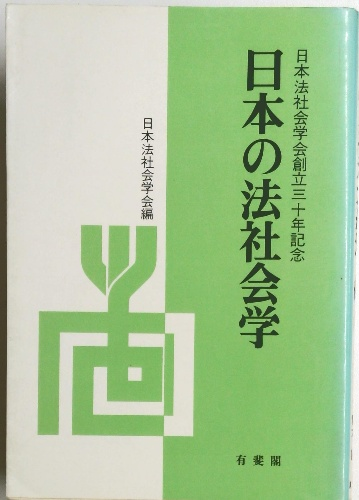 日本法社会学会創立三十年記念
日本の法社会学
日本法社会学会編
有斐閣